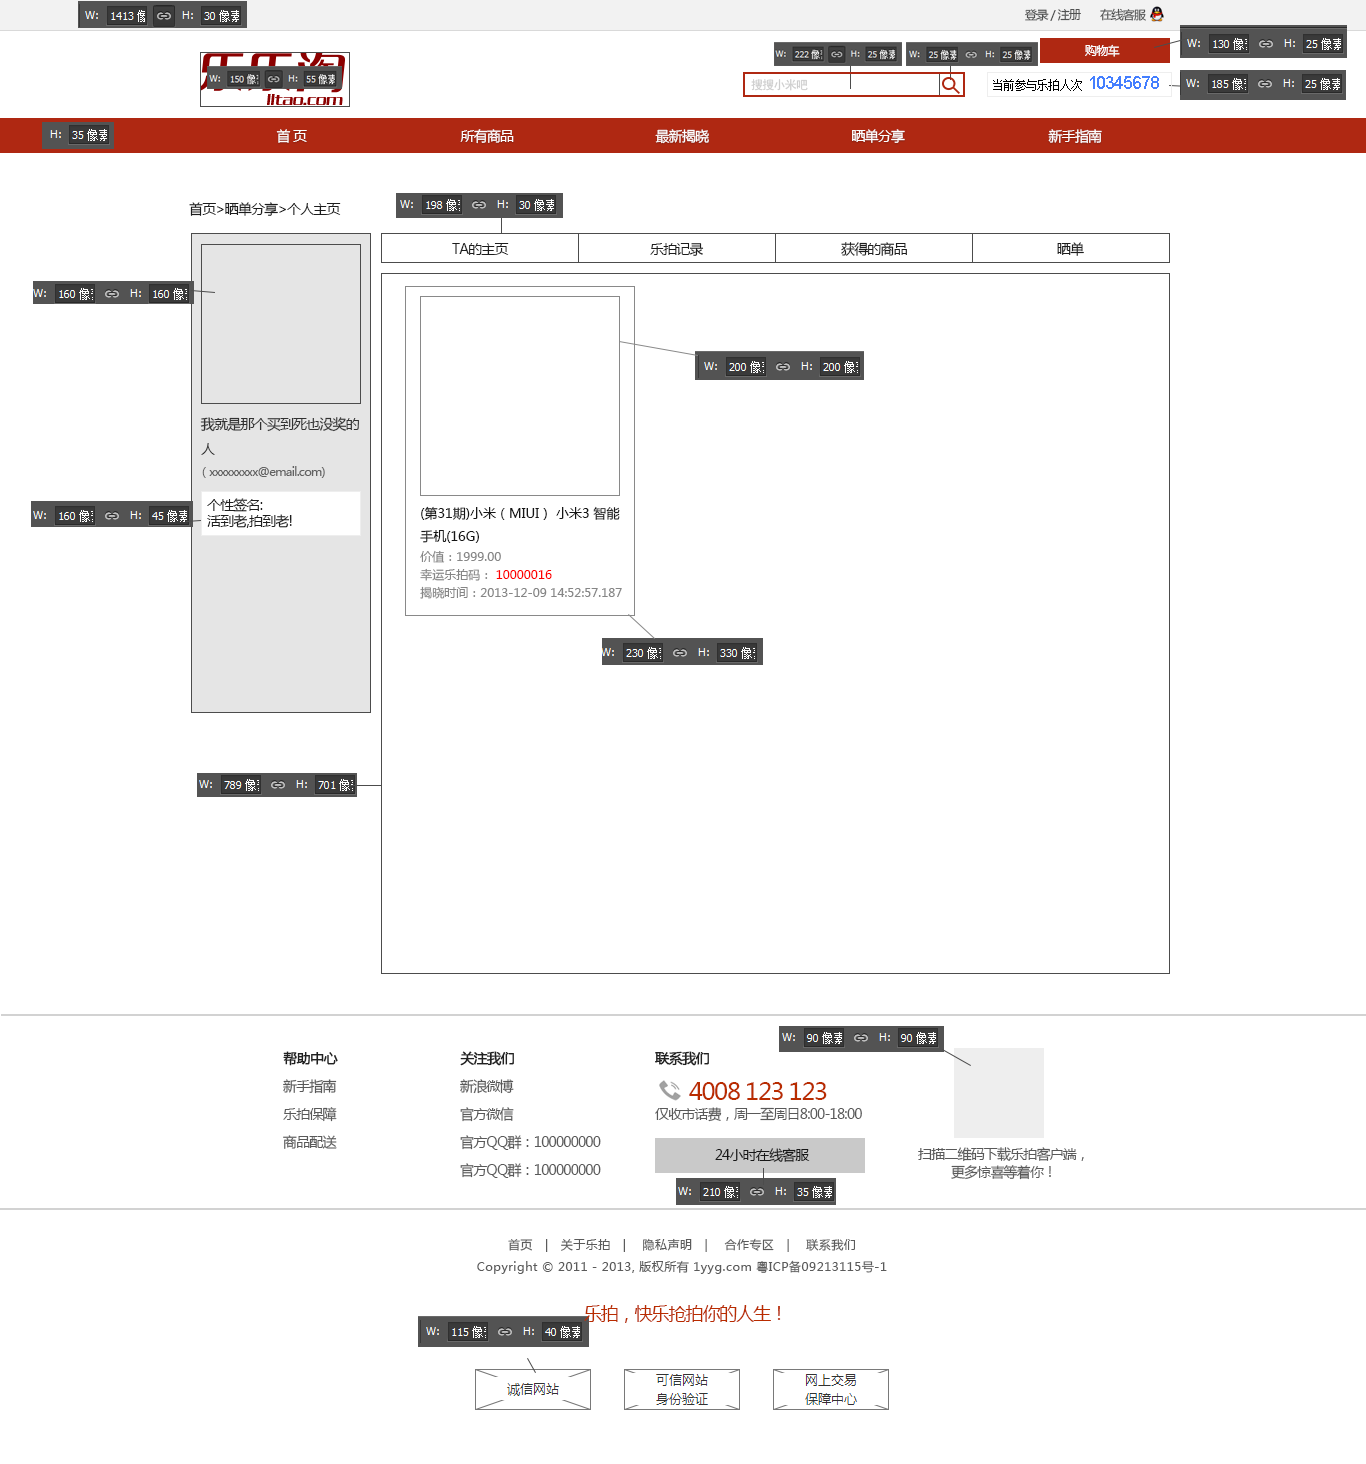 W: 1413 像 H: 30 像素
登录 / 注册 在线客服
乐乐淘
W: 150 像素 H: 55 像素
lltao.com
W: 222 像素 H: 25 像素
W: 25 像素 H: 25 像素
购物车
W: 130 像素 H: 25 像素
搜搜小米吧
当前参与乐拍人次 10345678
W: 185 像素 H: 25 像素
H: 35 像素
首 页 所有商品 最新揭晓 晒单分享 新手指南
首页>晒单分享>个人主页
W: 198 像素 H: 30 像素
TA的主页 乐拍记录 获得的商品 晒单
W: 160 像素 H: 160 像素
W: 200 像素 H: 200 像素
我就是那个买到死也没奖的
人
( xxxxxxxxx@email.com)
W: 160 像素 H: 45 像素
个性签名:
活到老,拍到老!
(第31期)小米（MIUI） 小米3 智能
手机(16G)
价值：1999.00
幸运乐拍码： 10000016
揭晓时间：2013-12-09 14:52:57.187
W: 230 像素 H: 330 像素
W: 789 像素 H: 701 像素
W: 90 像素 H: 90 像素
帮助中心
新手指南
乐拍保障
商品配送
关注我们
新浪微博
官方微信
官方QQ群：100000000
官方QQ群：100000000
联系我们
4008 123 123
仅收市话费，周一至周日8:00-18:00
24小时在线客服
W: 210 像素 H: 35 像素
扫描二维码下载乐拍客户端，
更多惊喜等着你！
首页 | 关于乐拍 | 隐私声明 | 合作专区 | 联系我们
Copyright © 2011 - 2013, 版权所有 1yyg.com 粤ICP备09213115号-1
乐拍，快乐抢拍你的人生！
W: 115 像素 H: 40 像素
诚信网站
可信网站
身份验证
网上交易
保障中心